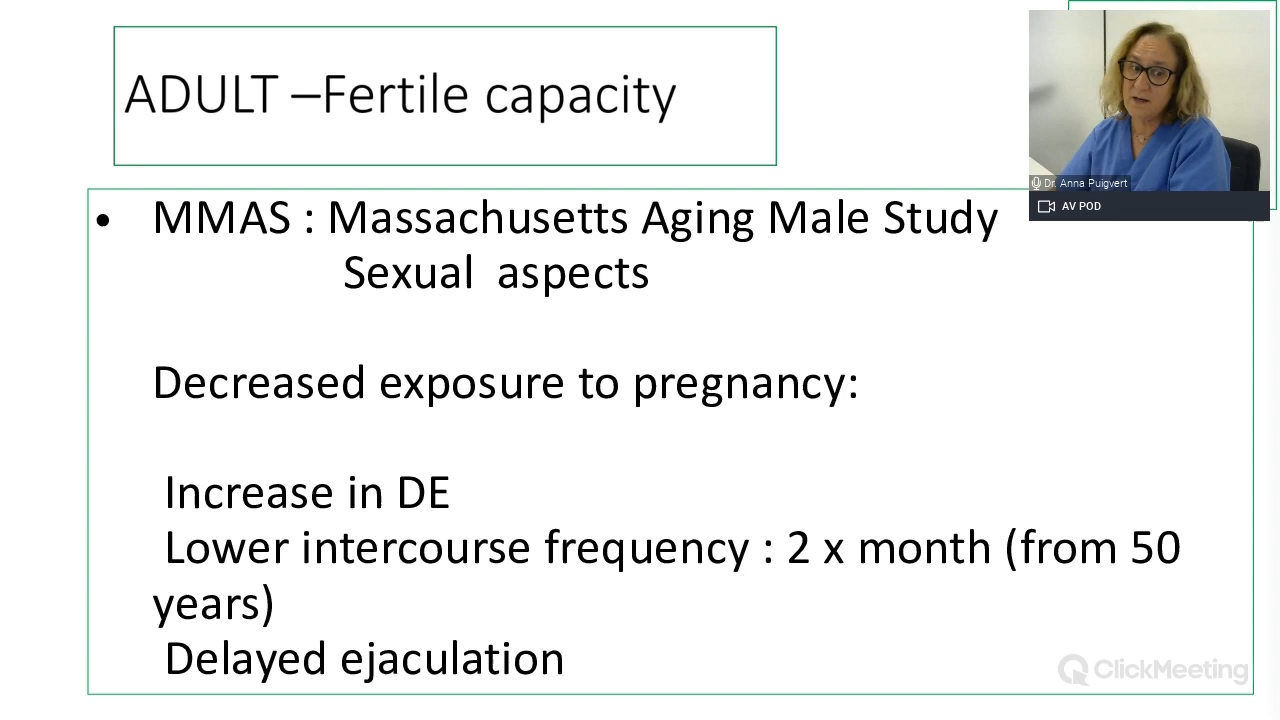 ADULT –Fertile capacity
Dr. Anna Puigvert
AV POD
• MMAS : Massachusetts Aging Male Study
Sexual aspects
Decreased exposure to pregnancy:
Increase in DE
Lower intercourse frequency : 2 x month (from 50
years)
Delayed ejaculation
ClickMeeting